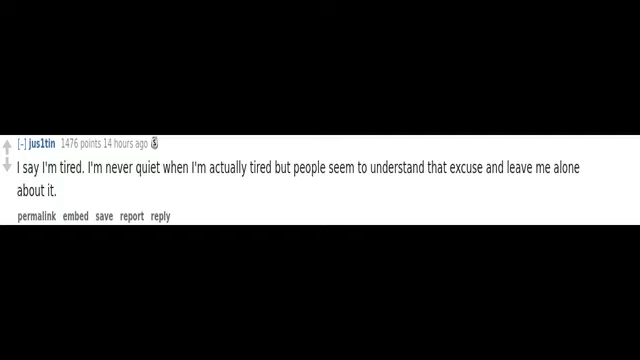 [-] jus1tin 1476 points 14 hours ago
I say I'm tired. I'm never quiet when I'm actually tired but people seem to understand that excuse and leave me alone
about it.
permalink embed save report reply